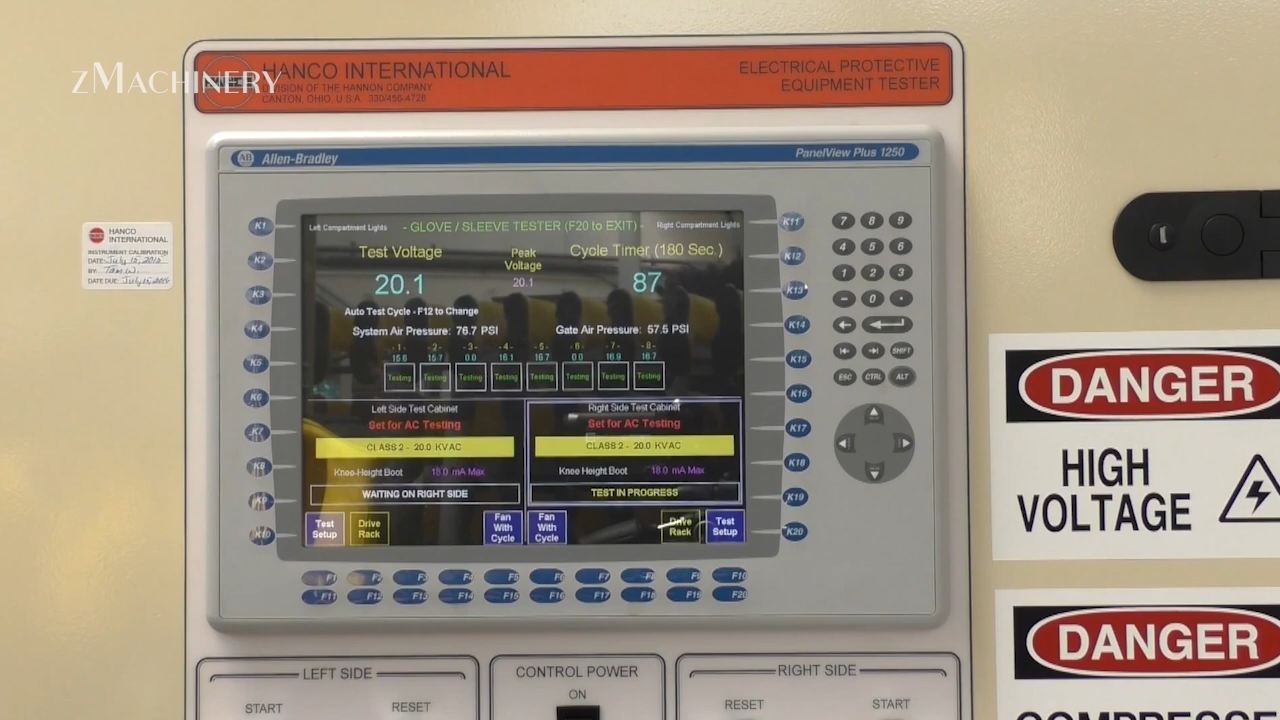 zMachinery
HANCO INTERNATIONAL
DIVISION OF THE HANNON COMPANY
CANTON, OHIO, U.S.A. 330/456-4728
ELECTRICAL PROTECTIVE
EQUIPMENT TESTER
AB Allen-Bradley
PanelView Plus 1250
HANCO
INTERNATIONAL
INSTRUMENT CALIBRATION
DATE: July 15, 2015
BY: Tom W.
DATE DUE:
Left Compartment Lights
- GLOVE / SLEEVE TESTER (F20 to EXIT) -
Right Compartment Lights
Test Voltage
Peak
Voltage
Cycle Timer (180 Sec.)
20.1
20.1
87
Auto Test Cycle - F12 to Change
System Air Pressure: 76.7 PSI
Gate Air Pressure: 57.5 PSI
- 1 - - 2 - - 3 - - 4 - - 5 - - 6 - - 7 - - 8 -
15.6 15.7 0.0 16.1 16.7 0.0 16.9 16.7
Testing Testing Testing Testing Testing Testing Testing Testing
Left Side Test Cabinet
Set for AC Testing
CLASS 2 - 20.0 KVAC
Knee-Height Boot 18.0 mA Max
WAITING ON RIGHT SIDE
Right Side Test Cabinet
Set for AC Testing
CLASS 2 - 20.0 KVAC
Knee Height Boot 18.0 mA Max
TEST IN PROGRESS
Test
Setup
Drive
Rack
Fan
With
Cycle
Fan
With
Cycle
Drive
Rack
Test
Setup
K1
K2
K3
K4
K5
K6
K7
K8
K9
K10
K11
K12
K13
K14
K15
K16
K17
K18
K19
K20
7 8 9
4 5 6
1 2 3
- 0 .
SHIFT
ESC CTRL ALT
F1 F2 F3 F4 F5 F6 F7 F8 F9 F10
F11 F12 F13 F14 F15 F16 F17 F18 F19 F20
DANGER
HIGH
VOLTAGE
DANGER
COMPRESSE
LEFT SIDE
START RESET
CONTROL POWER
ON
RIGHT SIDE
RESET START